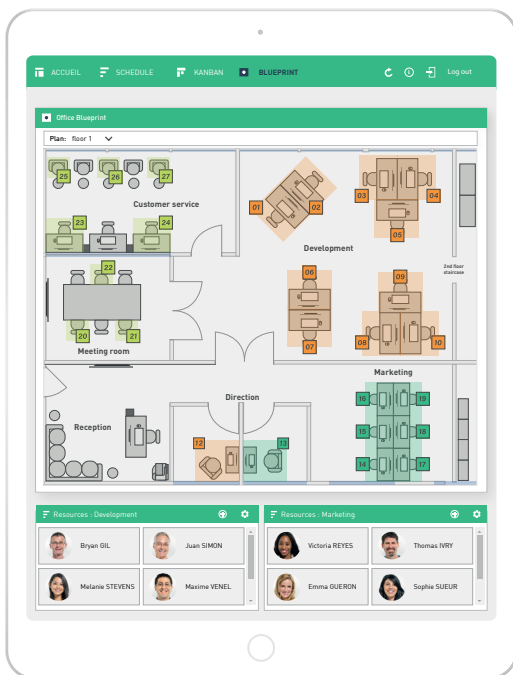 ACCUEIL SCHEDULE KANBAN BLUEPRINT Log out
Office Blueprint
Plan: floor 1
25 26 27
Customer service
01 02 03 04
23 24 05
Development
22 06 09
2nd floor
staircase
20 21 07 08 10
Meeting room
Marketing
16 19
Direction
Reception
15 18
12 13
14 17
Resources : Development
Bryan GIL
Juan SIMON
Melanie STEVENS
Maxime VENEL
Resources : Marketing
Victoria REYES
Thomas IVRY
Emma GUERON
Sophie SUEUR